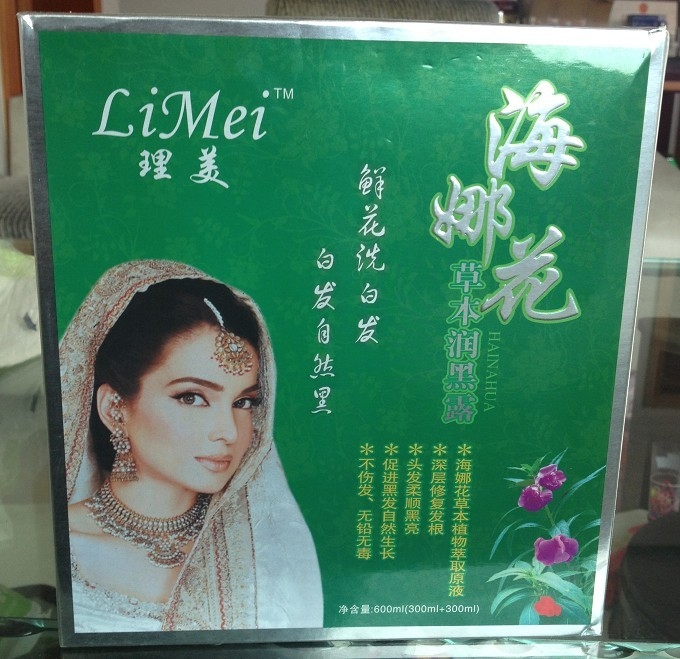 LiMei™
理美
海娜花
草本润黑露
HAINAHUA
鲜花洗白发
白发自然黑
*海娜花草本植物萃取原液
*深层修复发根
*头发柔顺黑亮
*促进黑发自然生长
*不伤发、无铅无毒
净含量:600ml(300ml+300ml)